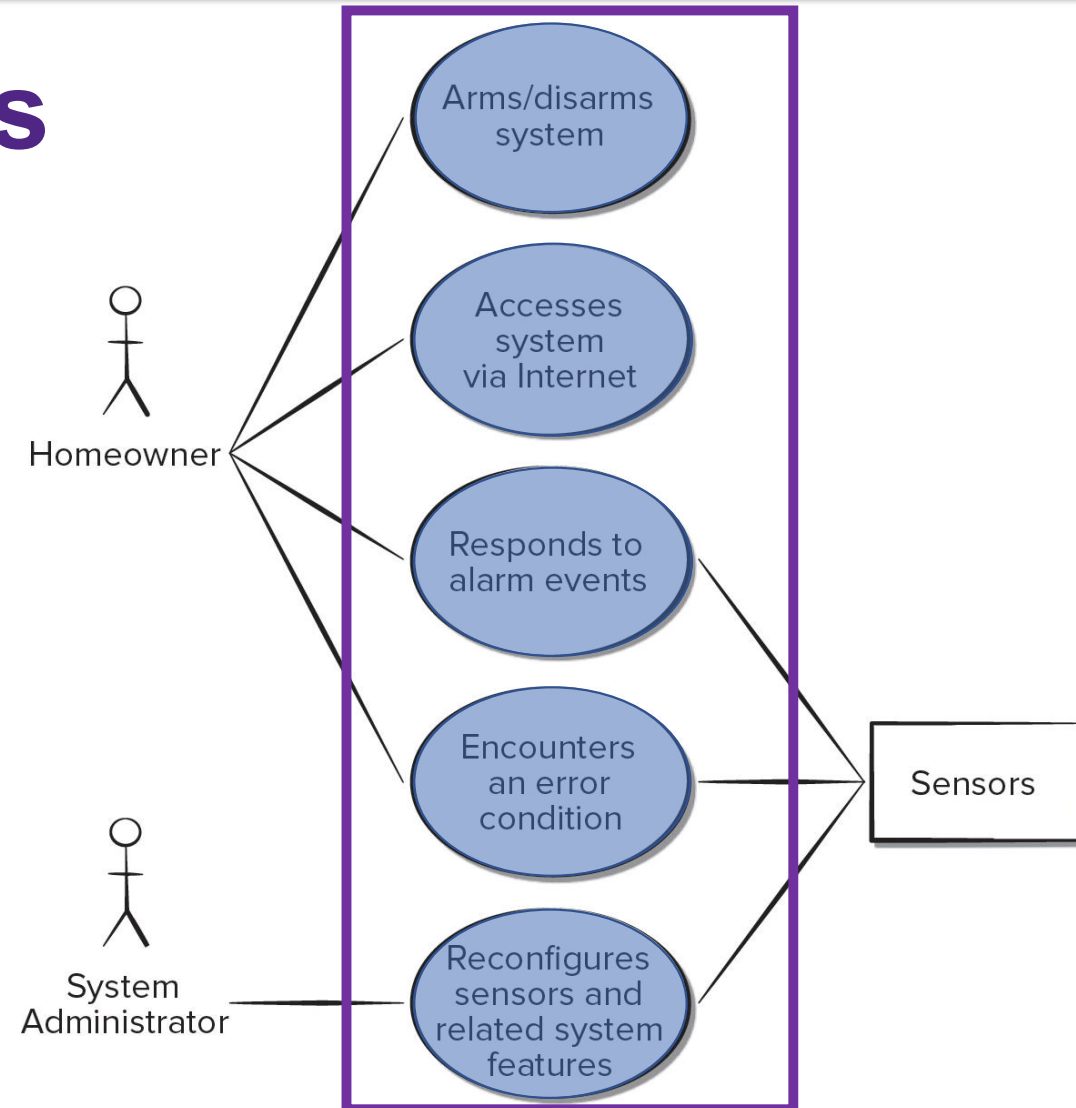 s
Arms/disarms
system
Accesses
system
via Internet
Homeowner
Responds to
alarm events
Encounters
an error
condition
Sensors
System
Administrator
Reconfigures
sensors and
related system
features